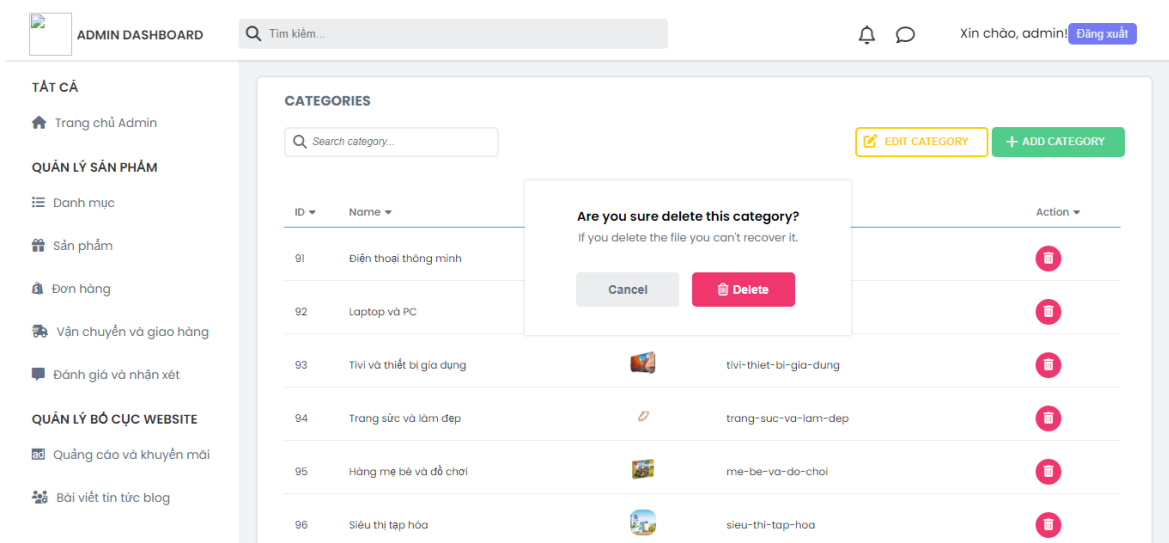 ADMIN DASHBOARD
Tìm kiếm...
Xin chào, admin! Đăng xuất
TẤT CẢ
Trang chủ Admin
QUẢN LÝ SẢN PHẨM
Danh mục
Sản phẩm
Đơn hàng
Vận chuyển và giao hàng
Đánh giá và nhận xét
QUẢN LÝ BỐ CỤC WEBSITE
Quảng cáo và khuyến mãi
Bài viết tin tức blog
CATEGORIES
Search category...
EDIT CATEGORY
ADD CATEGORY
ID Name Action
Are you sure delete this category?
If you delete the file you can't recover it.
Cancel Delete
91 Điện thoại thông minh
92 Laptop và PC
93 Tivi và thiết bị gia dụng tivi-thiet-bi-gia-dung
94 Trang sức và làm đẹp trang-suc-va-lam-dep
95 Hàng mẹ bé và đồ chơi me-be-va-do-choi
96 Siêu thị tạp hóa sieu-thi-tap-hoa